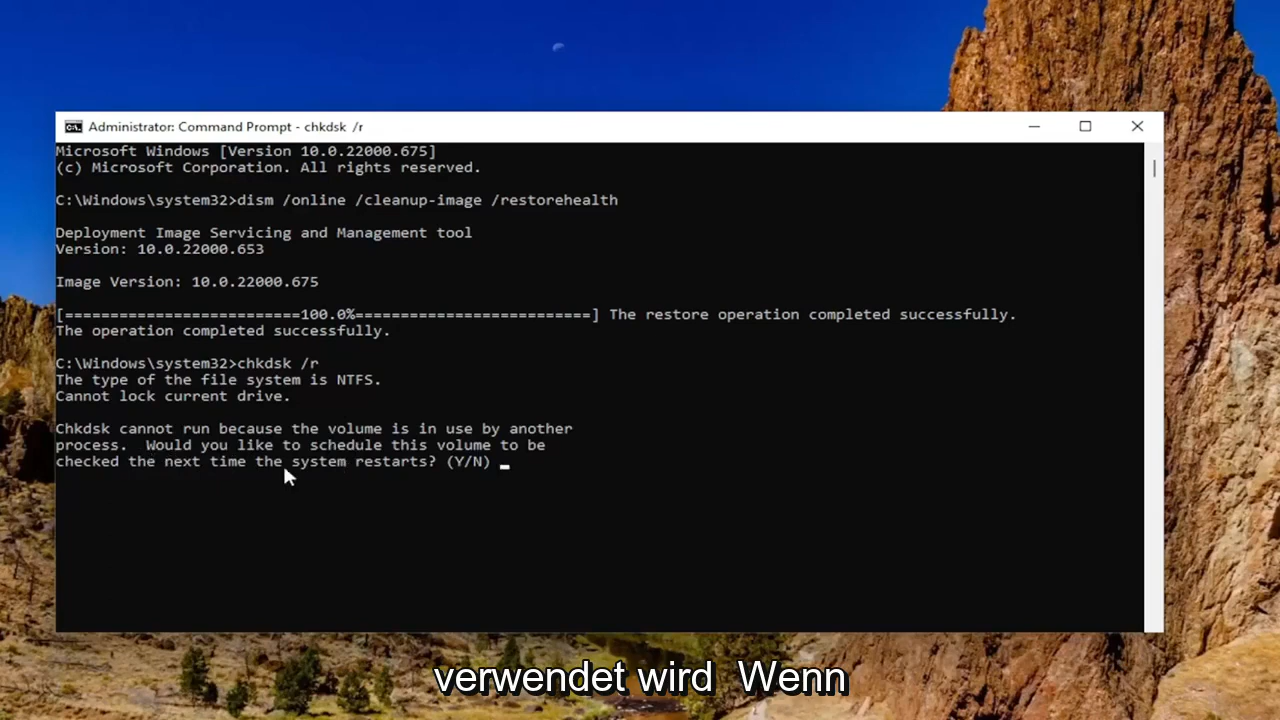 Administrator: Command Prompt - chkdsk /r
Microsoft Windows [Version 10.0.22000.675]
(c) Microsoft Corporation. All rights reserved.
C:\Windows\system32>dism /online /cleanup-image /restorehealth
Deployment Image Servicing and Management tool
Version: 10.0.22000.653
Image Version: 10.0.22000.675
[==========================100.0%==========================] The restore operation completed successfully.
The operation completed successfully.
C:\Windows\system32>chkdsk /r
The type of the file system is NTFS.
Cannot lock current drive.
Chkdsk cannot run because the volume is in use by another
process.  Would you like to schedule this volume to be
checked the next time the system restarts? (Y/N)
verwendet wird  Wenn